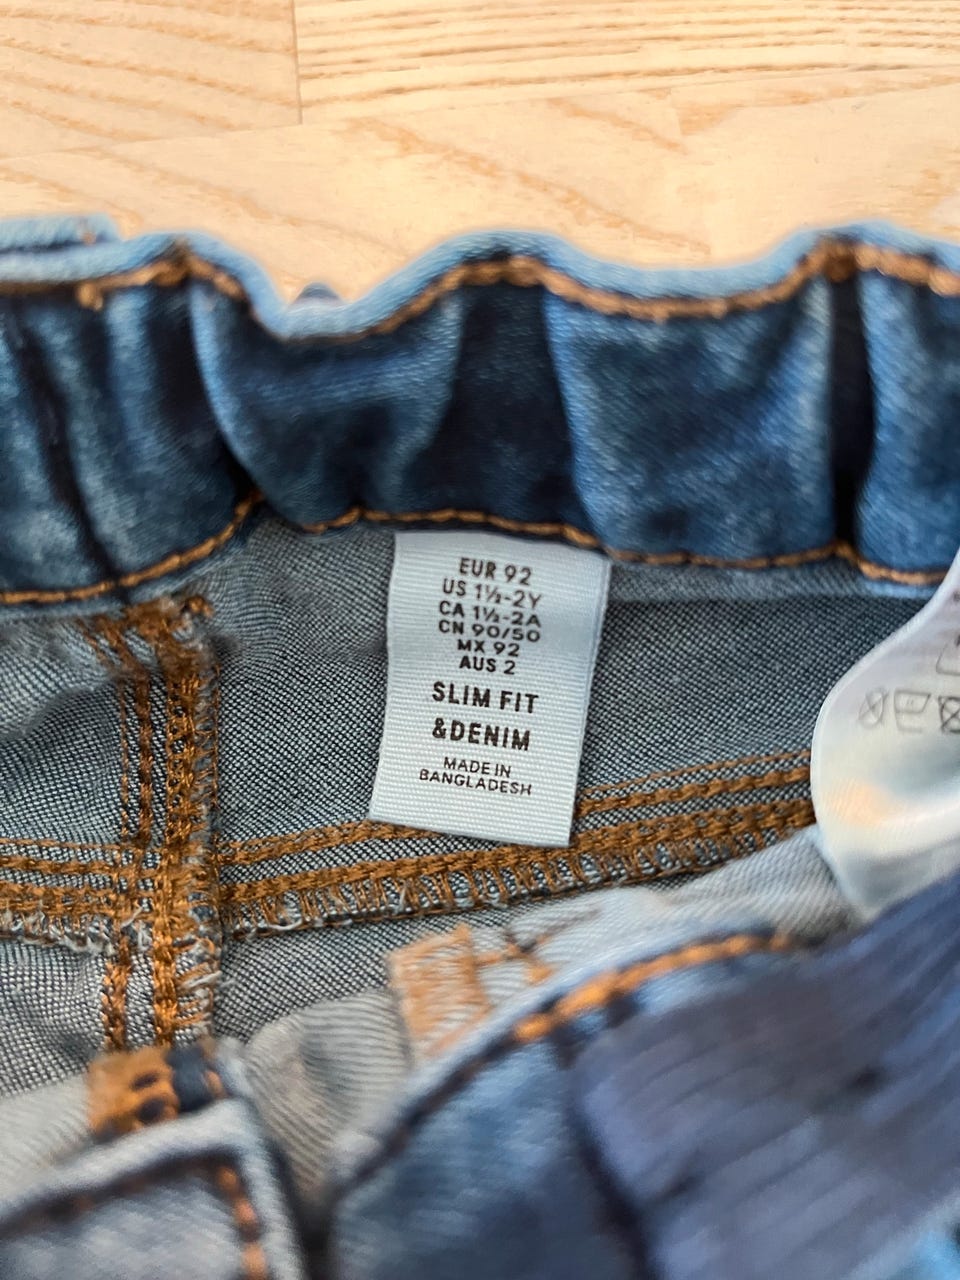 EUR 92
US 1½-2Y
CA 1½-2A
CN 90/50
MX 92
AUS 2
SLIM FIT
&DENIM
MADE IN
BANGLADESH